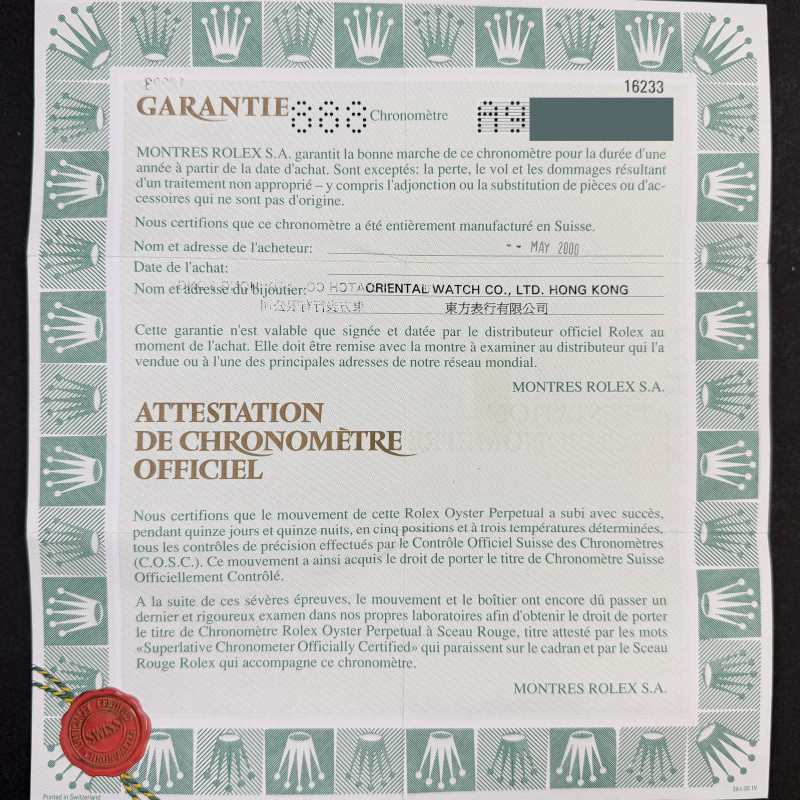 16233
GARANTIE 888 Chronomètre A9
MONTRES ROLEX S.A. garantit la bonne marche de ce chronomètre pour la durée d'une
année à partir de la date d'achat. Sont exceptés: la perte, le vol et les dommages résultant
d'un traitement non approprié – y compris l'adjonction ou la substitution de pièces ou d'ac-
cessoires qui ne sont pas d'origine.
Nous certifions que ce chronomètre a été entièrement manufacturé en Suisse.
Nom et adresse de l'acheteur: -- MAY 2000
Date de l'achat:
Nom et adresse du bijoutier: ORIENTAL WATCH CO., LTD. HONG KONG
東方表行有限公司
Cette garantie n'est valable que signée et datée par le distributeur officiel Rolex au
moment de l'achat. Elle doit être remise avec la montre à examiner au distributeur qui l'a
vendue ou à l'une des principales adresses de notre réseau mondial.
MONTRES ROLEX S.A.
ATTESTATION
DE CHRONOMÈTRE
OFFICIEL
Nous certifions que le mouvement de cette Rolex Oyster Perpetual a subi avec succès,
pendant quinze jours et quinze nuits, en cinq positions et à trois températures déterminées,
tous les contrôles de précision effectués par le Contrôle Officiel Suisse des Chronomètres
(C.O.S.C.). Ce mouvement a ainsi acquis le droit de porter le titre de Chronomètre Suisse
Officiellement Contrôlé.
A la suite de ces sévères épreuves, le mouvement et le boîtier ont encore dû passer un
dernier et rigoureux examen dans nos propres laboratoires afin d'obtenir le droit de porter
le titre de Chronomètre Rolex Oyster Perpetual à Sceau Rouge, titre attesté par les mots
«Superlative Chronometer Officially Certified» qui paraissent sur le cadran et par le Sceau
Rouge Rolex qui accompagne ce chronomètre.
MONTRES ROLEX S.A.
OFFICIALLY CERTIFIED
SWISS
CHRONOMETER
Printed in Switzerland